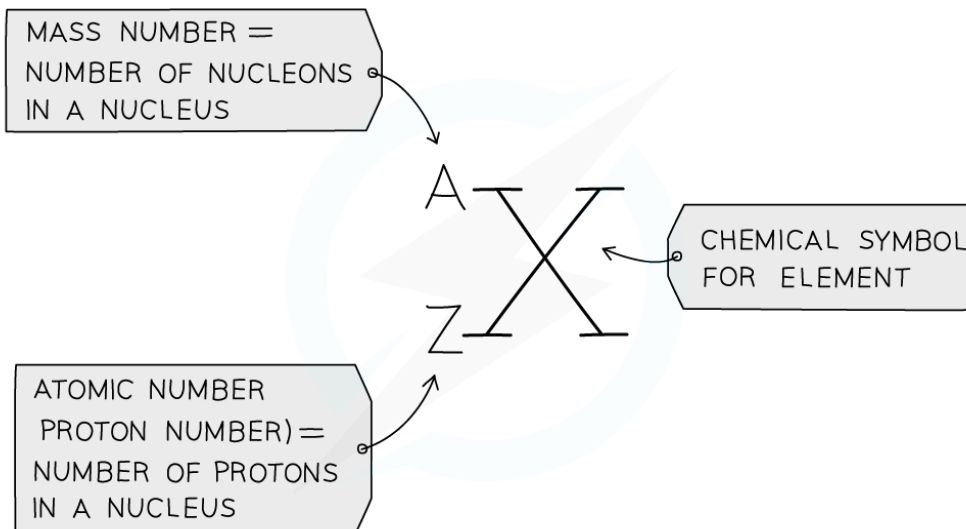 MASS NUMBER =
NUMBER OF NUCLEONS
IN A NUCLEUS
A
X
CHEMICAL SYMBOL
FOR ELEMENT
Z
ATOMIC NUMBER
PROTON NUMBER) =
NUMBER OF PROTONS
IN A NUCLEUS